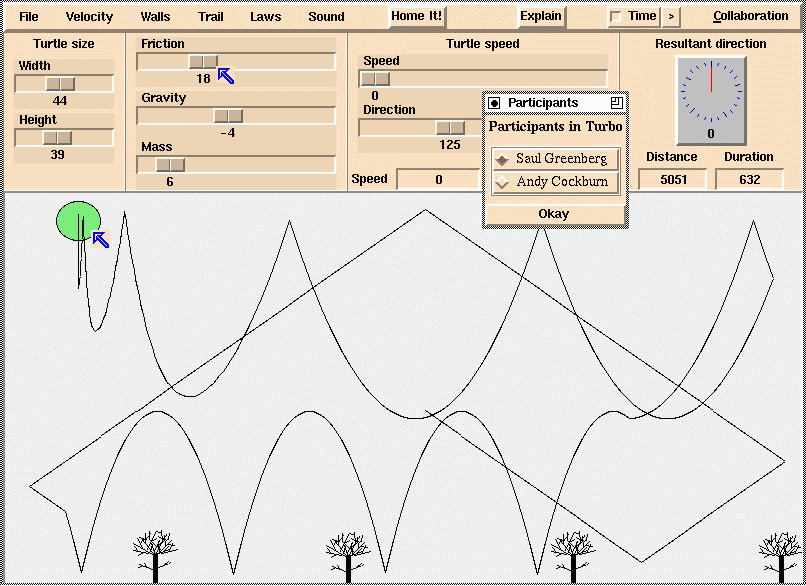 File Velocity Walls Trail Laws Sound Home It! Explain Time > Collaboration
Turtle size
Width
44
Height
39
Friction
18
Gravity
-4
Mass
6
Turtle speed
Speed
0
Direction
125
Speed 0
Participants
Participants in Turbo
Saul Greenberg
Andy Cockburn
Okay
Resultant direction
0
Distance Duration
5051 632